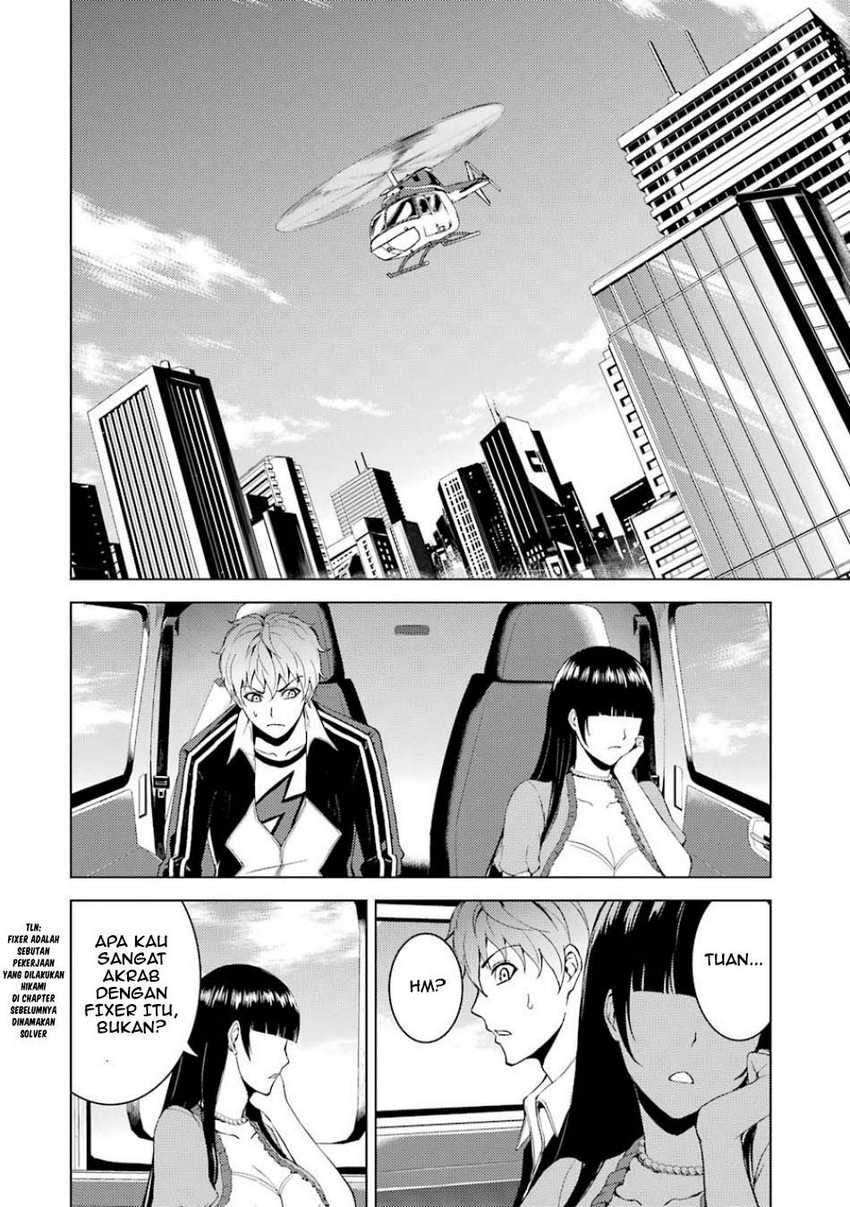 TUAN...
HM?
APA KAU
SANGAT
AKRAB
DENGAN
FIXER ITU,
BUKAN?
TLN:
FIXER ADALAH
SEBUTAN
PEKERJAAN
YANG DILAKUKAN
HIKAMI
DI CHAPTER
SEBELUMNYA
DINAMAKAN
SOLVER